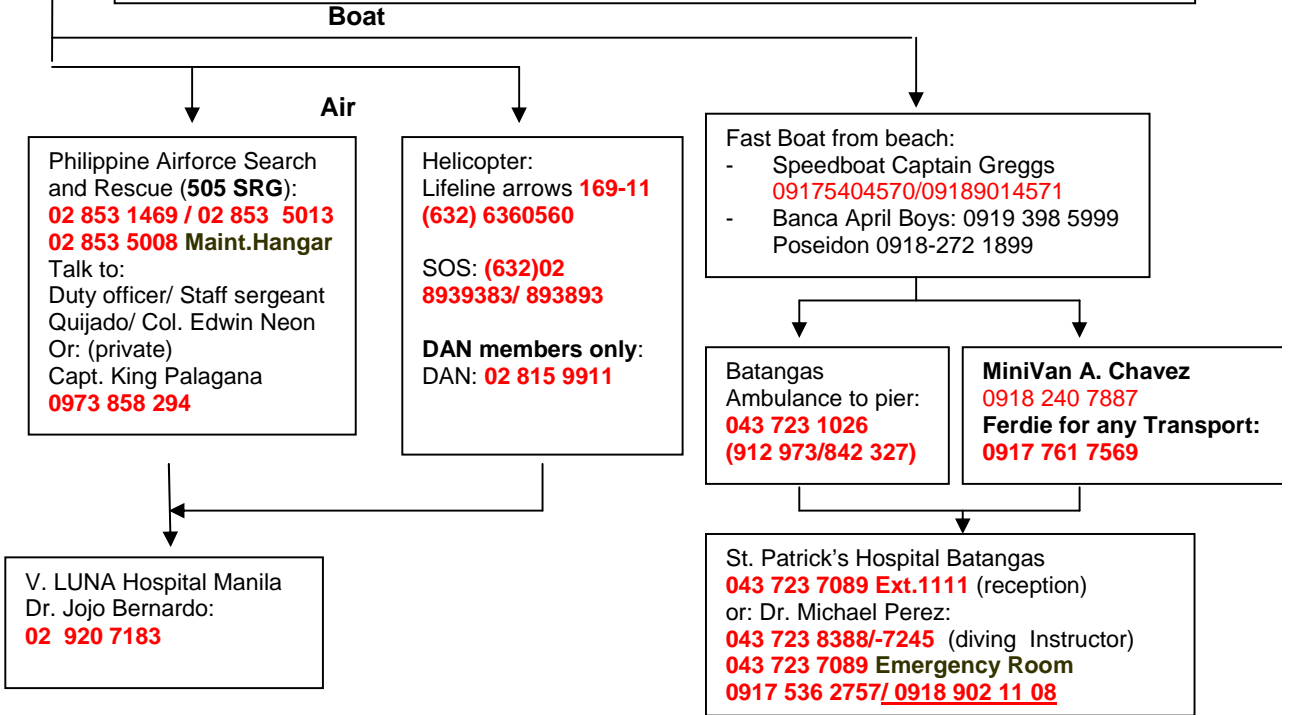 Boat
Air
Philippine Airforce Search
and Rescue (505 SRG):
02 853 1469 / 02 853 5013
02 853 5008 Maint.Hangar
Talk to:
Duty officer/ Staff sergeant
Quijado/ Col. Edwin Neon
Or: (private)
Capt. King Palagana
0973 858 294
Helicopter:
Lifeline arrows 169-11
(632) 6360560
SOS: (632)02
8939383/ 893893
DAN members only:
DAN: 02 815 9911
Fast Boat from beach:
- Speedboat Captain Greggs
09175404570/09189014571
- Banca April Boys: 0919 398 5999
Poseidon 0918-272 1899
Batangas
Ambulance to pier:
043 723 1026
(912 973/842 327)
MiniVan A. Chavez
0918 240 7887
Ferdie for any Transport:
0917 761 7569
V. LUNA Hospital Manila
Dr. Jojo Bernardo:
02 920 7183
St. Patrick's Hospital Batangas
043 723 7089 Ext.1111 (reception)
or: Dr. Michael Perez:
043 723 8388/-7245 (diving Instructor)
043 723 7089 Emergency Room
0917 536 2757/ 0918 902 11 08